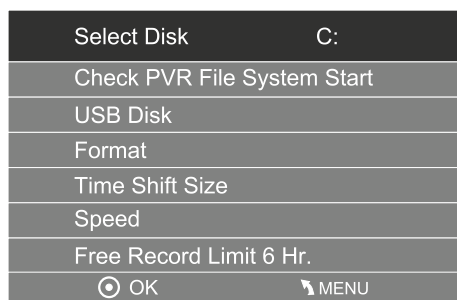 Select Disk C:
Check PVR File System Start
USB Disk
Format
Time Shift Size
Speed
Free Record Limit 6 Hr.
OK MENU